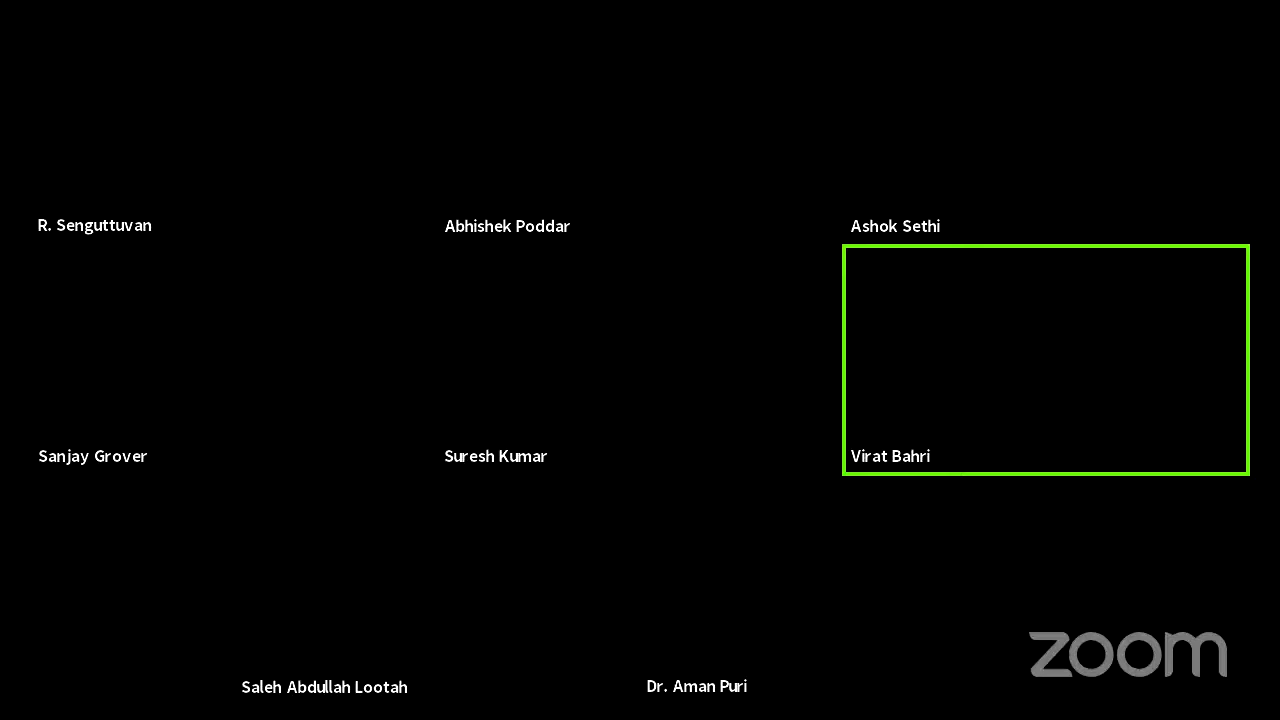 R. Senguttuvan
Abhishek Poddar
Ashok Sethi
Sanjay Grover
Suresh Kumar
Virat Bahri
Saleh Abdullah Lootah
Dr. Aman Puri
zoom